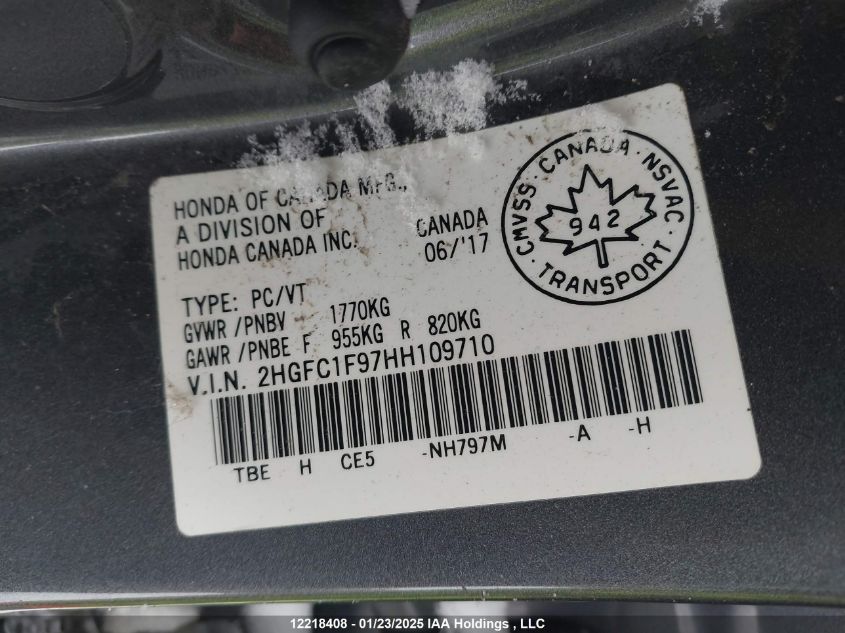 HONDA OF CANADA MFG.,
A DIVISION OF
HONDA CANADA INC.
CANADA
06/'17
CMVSS · CANADA · NSVAC
942
· TRANSPORT ·
TYPE: PC/VT
GVWR /PNBV 1770KG
GAWR /PNBE F 955KG R 820KG
V.I.N. 2HGFC1F97HH109710
TBE H CE5 -NH797M -A -H
12218408 - 01/23/2025 IAA Holdings , LLC